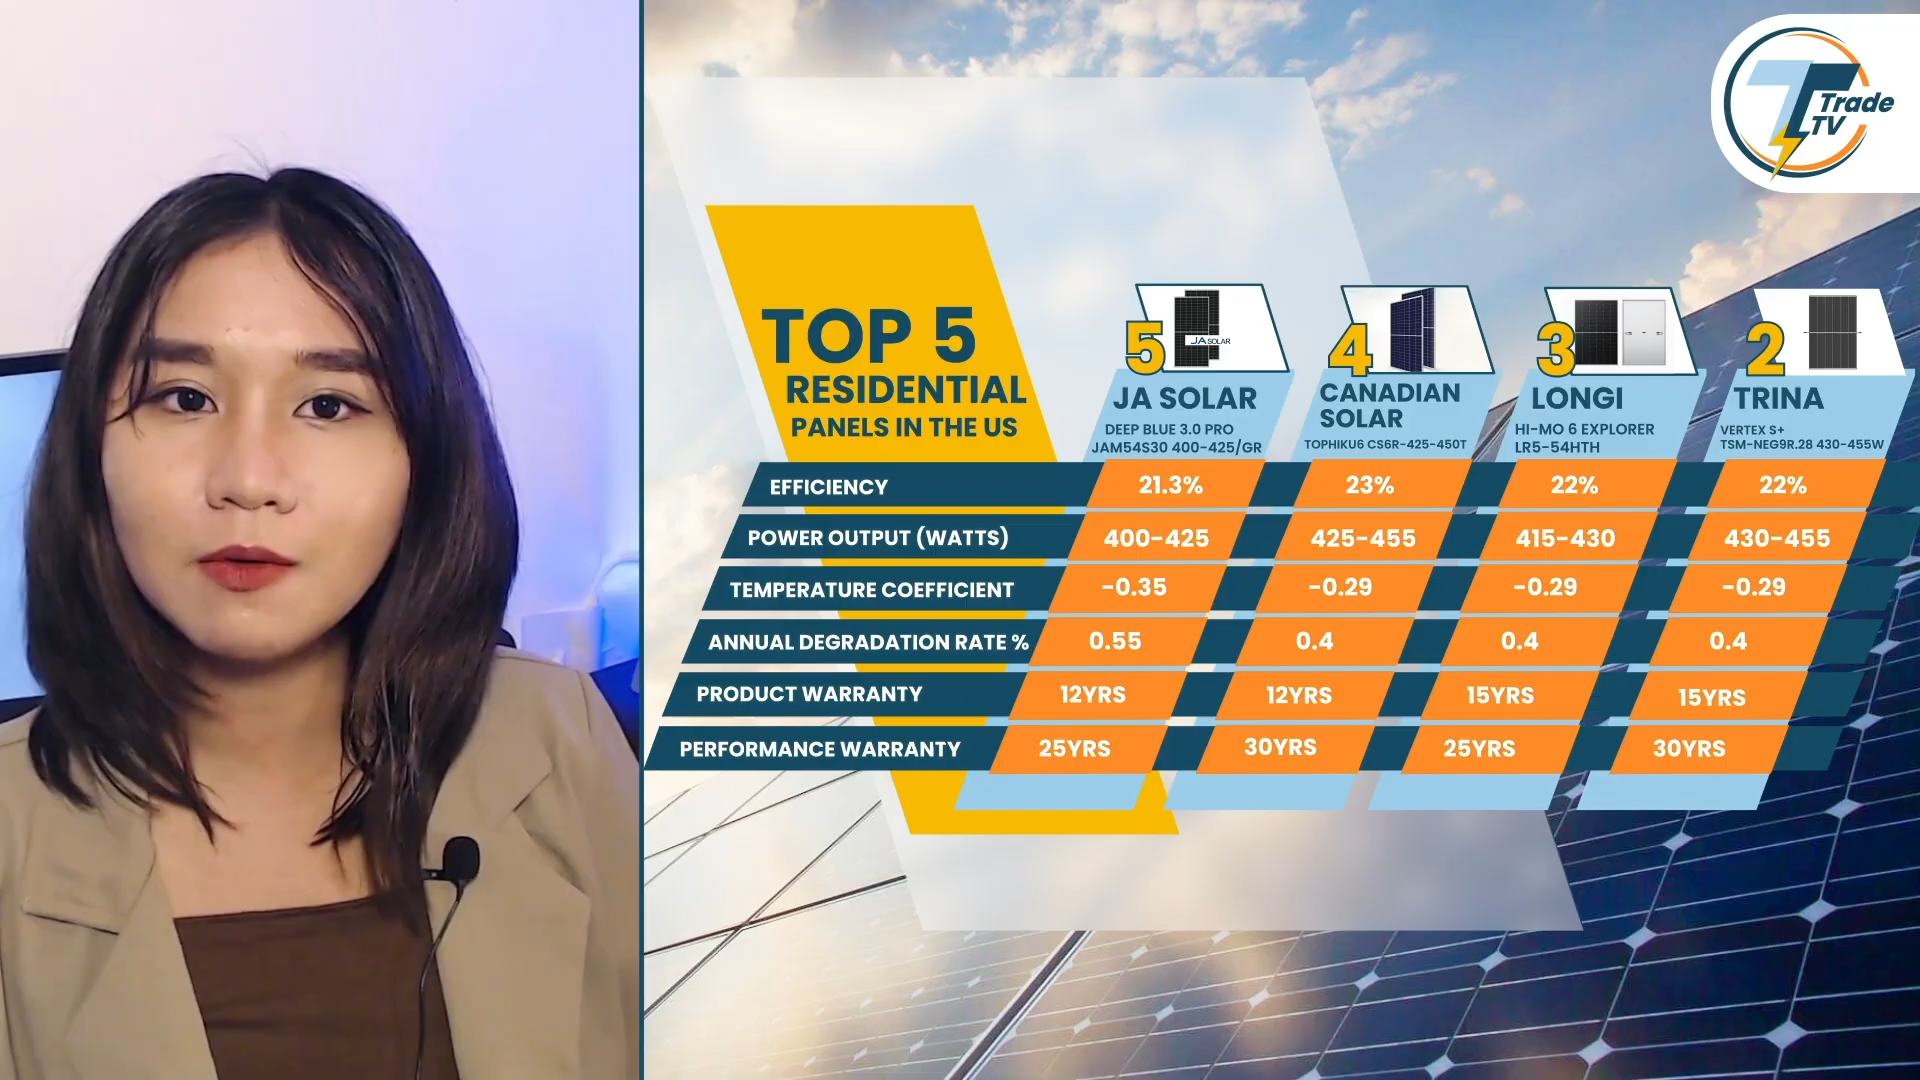 Trade
TV
TOP 5
RESIDENTIAL
PANELS IN THE US
5
JA SOLAR
JA SOLAR
DEEP BLUE 3.0 PRO
JAM54S30 400-425/GR
4
CANADIAN
SOLAR
TOPHIKU6 CS6R-425-450T
3
LONGI
HI-MO 6 EXPLORER
LR5-54HTH
2
TRINA
VERTEX S+
TSM-NEG9R.28 430-455W
EFFICIENCY 21.3% 23% 22% 22%
POWER OUTPUT (WATTS) 400-425 425-455 415-430 430-455
TEMPERATURE COEFFICIENT -0.35 -0.29 -0.29 -0.29
ANNUAL DEGRADATION RATE % 0.55 0.4 0.4 0.4
PRODUCT WARRANTY 12YRS 12YRS 15YRS 15YRS
PERFORMANCE WARRANTY 25YRS 30YRS 25YRS 30YRS